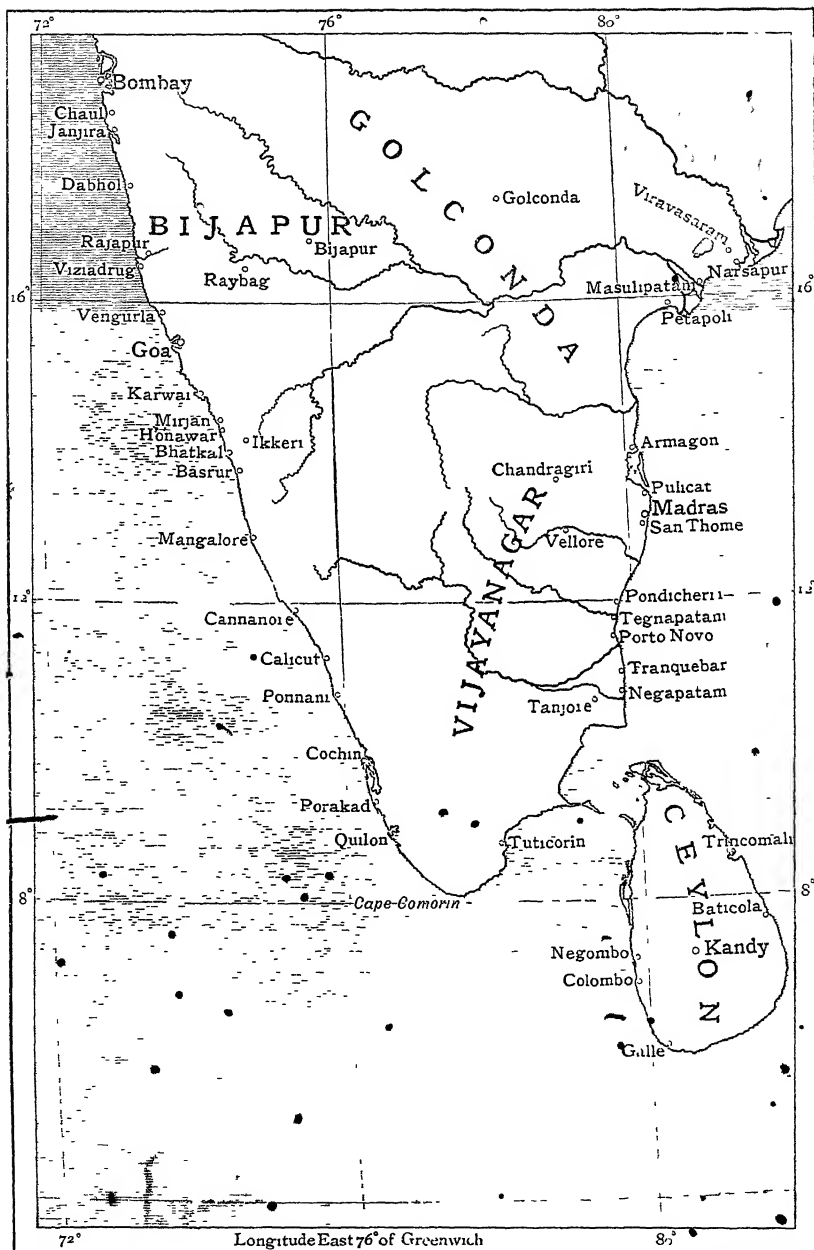 72° 76° 80°
Bombay
Chaul
Janjira
GOLCONDA
Dabhol
Golconda
Viravasaram
BIJAPUR
Bijapur
Rajapur
Viziadrug
Raybag
Narsapur
Masulipatam
16° 16°
Petapoli
Vengurla
Goa
Karwar
Mirjan
Honawar
Ikkeri
Bhatkal
Basrur
Armagon
Chandragiri
Pulicat
Madras
San Thome
Mangalore
Vellore
VIJAYANAGAR
12° 12°
Pondicherri
Cannanore
Tegnapatam
Porto Novo
Calicut
Tranquebar
Ponnani
Negapatam
Tanjore
Cochin
Porakad
CEYLON
Quilon
Tuticorin
Trincomali
8° 8°
Cape Comorin
Baticola
Negombo
Kandy
Colombo
Galle
72° Longitude East 76° of Greenwich 80°